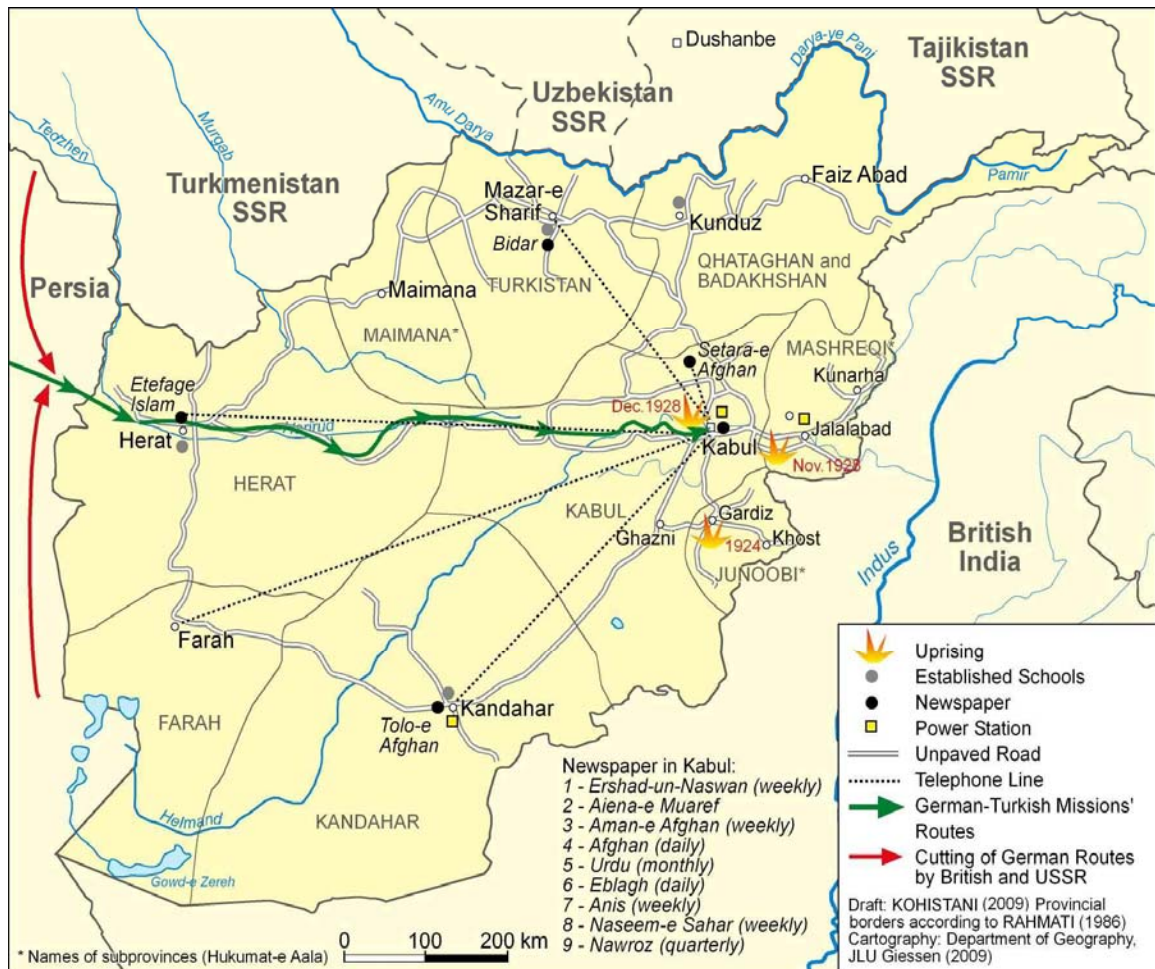 Dushanbe
Darya-ye Panj
Tajikistan
SSR
Uzbekistan
SSR
Amu Darya
Murgab
Tedzhen
Turkmenistan
SSR
Faiz Abad
Pamir
Mazar-e
Sharif
Kunduz
Bidar
QHATAGHAN and
BADAKHSHAN
TURKISTAN
Persia
Maimana
MAIMANA*
Setara-e
Afghan
MASHREQI*
Kunarha
Etefage
Islam
Dec.1928
Herat
Harirud
Kabul
Jalalabad
Nov.1928
HERAT
KABUL
Gardiz
Ghazni
1924
Khost
JUNOOBI*
Indus
British
India
Farah
FARAH
Kandahar
Tolo-e
Afghan
Helmand
KANDAHAR
Gowd-e Zereh
Newspaper in Kabul:
1 - Ershad-un-Naswan (weekly)
2 - Aiena-e Muaref
3 - Aman-e Afghan (weekly)
4 - Afghan (daily)
5 - Urdu (monthly)
6 - Eblagh (daily)
7 - Anis (weekly)
8 - Naseem-e Sahar (weekly)
9 - Nawroz (quarterly)
* Names of subprovinces (Hukumat-e Aala)
0 100 200 km
Uprising
Established Schools
Newspaper
Power Station
Unpaved Road
Telephone Line
German-Turkish Missions'
Routes
Cutting of German Routes
by British and USSR
Draft: KOHISTANI (2009) Provincial
borders according to RAHMATI (1986)
Cartography: Department of Geography,
JLU Giessen (2009)